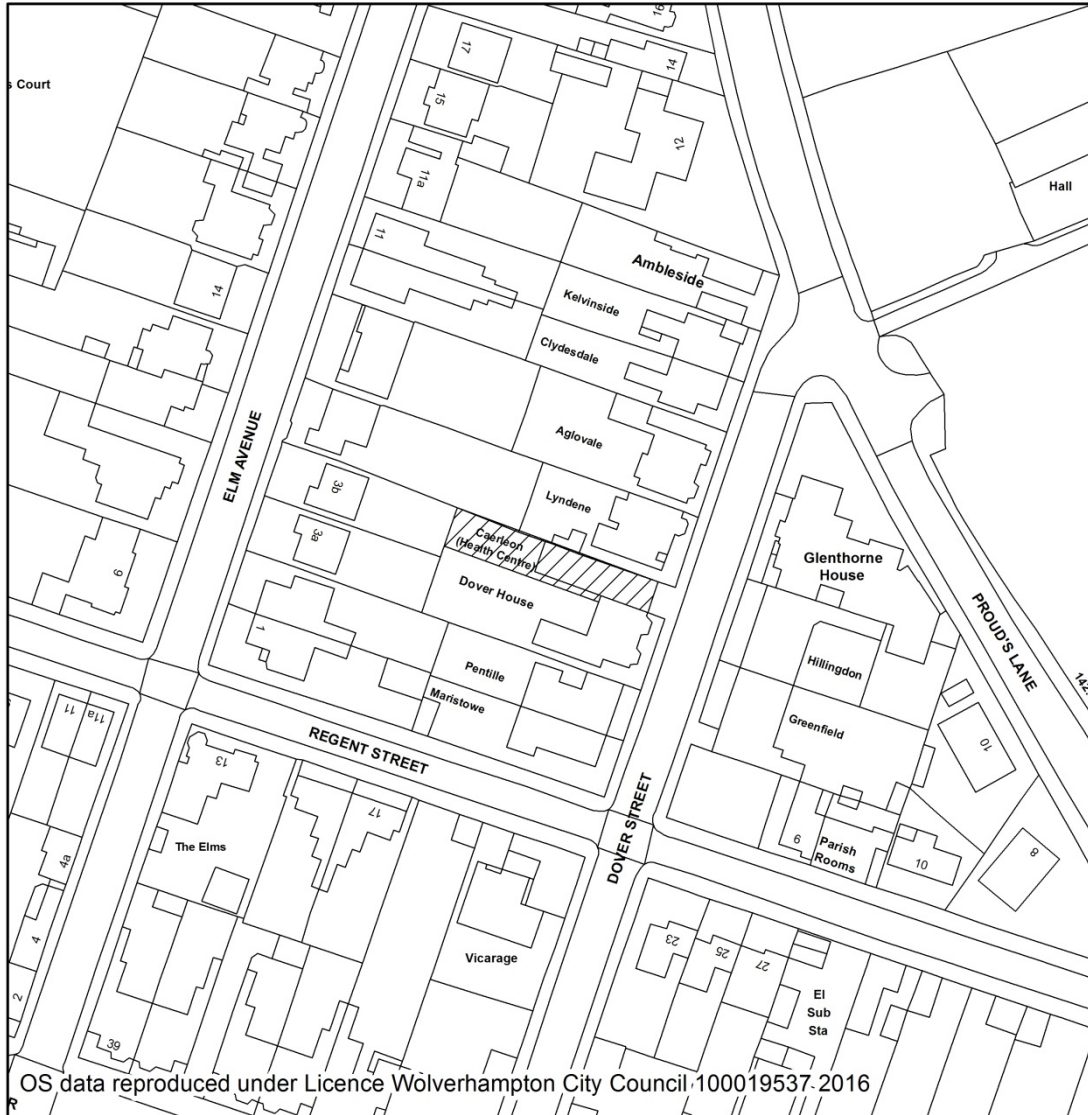 16
17
14
s Court
15
12
11a
Hall
11
Ambleside
14
Kelvinside
Clydesdale
ELM AVENUE
Aglovale
3b
Lyndene
Caerleon
(Health Centre)
3a
Glenthorne
House
9
Dover House
PROUD'S LANE
1
Pentille
Hillingdon
142
Maristowe
Greenfield
11
11a
REGENT STREET
10
13
DOVER STREET
17
The Elms
9
Parish
Rooms
10
8
4a
4
Vicarage
23
25
27
2
El
Sub
Sta
39
OS data reproduced under Licence Wolverhampton City Council 100019537 2016
R